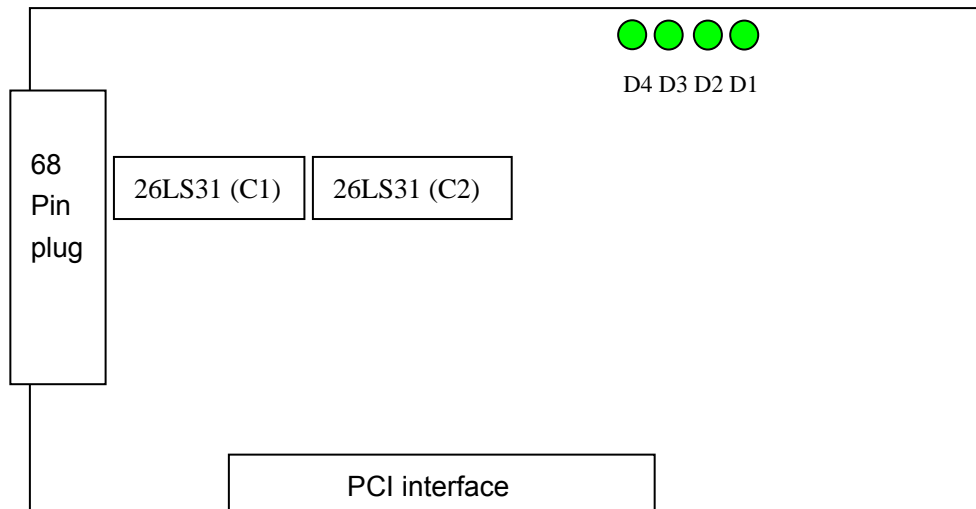 D4 D3 D2 D1
68
Pin
plug
26LS31 (C1)
26LS31 (C2)
PCI interface